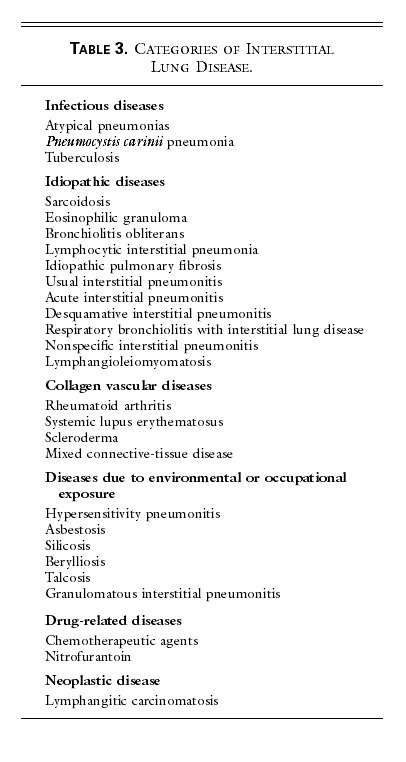 TABLE 3. CATEGORIES OF INTERSTITIAL
LUNG DISEASE.
Infectious diseases
Atypical pneumonias
Pneumocystis carinii pneumonia
Tuberculosis
Idiopathic diseases
Sarcoidosis
Eosinophilic granuloma
Bronchiolitis obliterans
Lymphocytic interstitial pneumonia
Idiopathic pulmonary fibrosis
Usual interstitial pneumonitis
Acute interstitial pneumonitis
Desquamative interstitial pneumonitis
Respiratory bronchiolitis with interstitial lung disease
Nonspecific interstitial pneumonitis
Lymphangioleiomyomatosis
Collagen vascular diseases
Rheumatoid arthritis
Systemic lupus erythematosus
Scleroderma
Mixed connective-tissue disease
Diseases due to environmental or occupational
exposure
Hypersensitivity pneumonitis
Asbestosis
Silicosis
Berylliosis
Talcosis
Granulomatous interstitial pneumonitis
Drug-related diseases
Chemotherapeutic agents
Nitrofurantoin
Neoplastic disease
Lymphangitic carcinomatosis